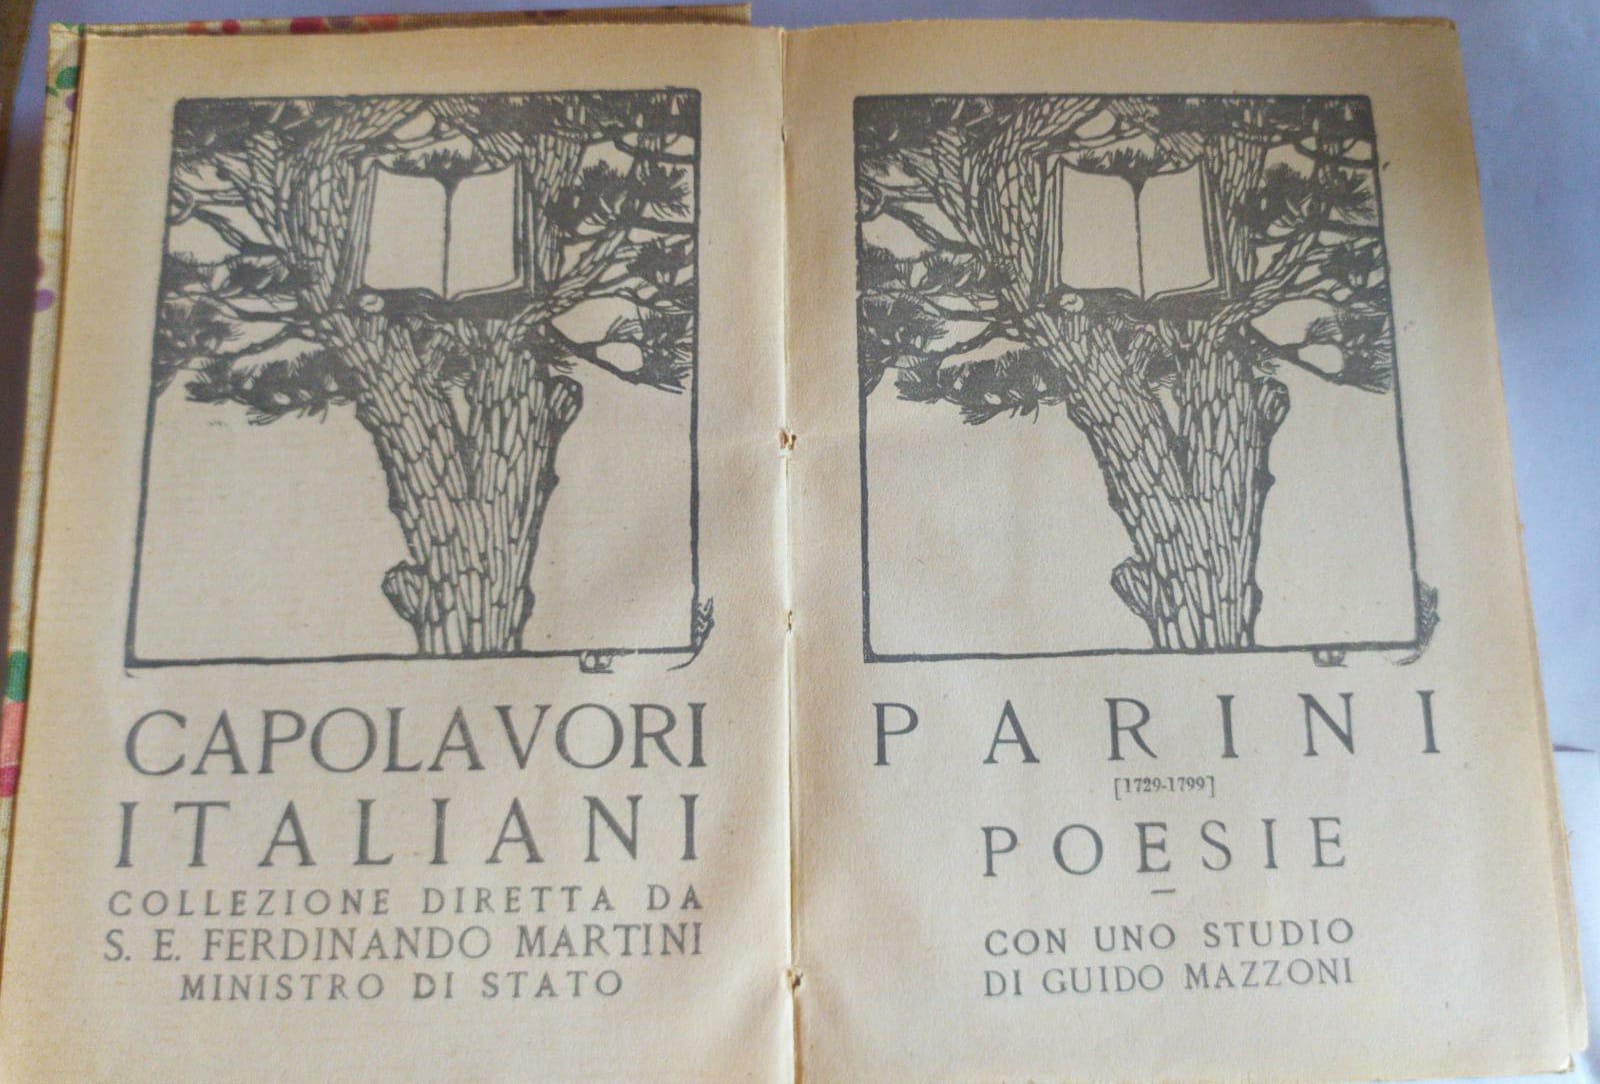 CAPOLAVORI
ITALIANI
COLLEZIONE DIRETTA DA
S. E. FERDINANDO MARTINI
MINISTRO DI STATO
PARINI
[1729-1799]
POESIE
CON UNO STUDIO
DI GUIDO MAZZONI